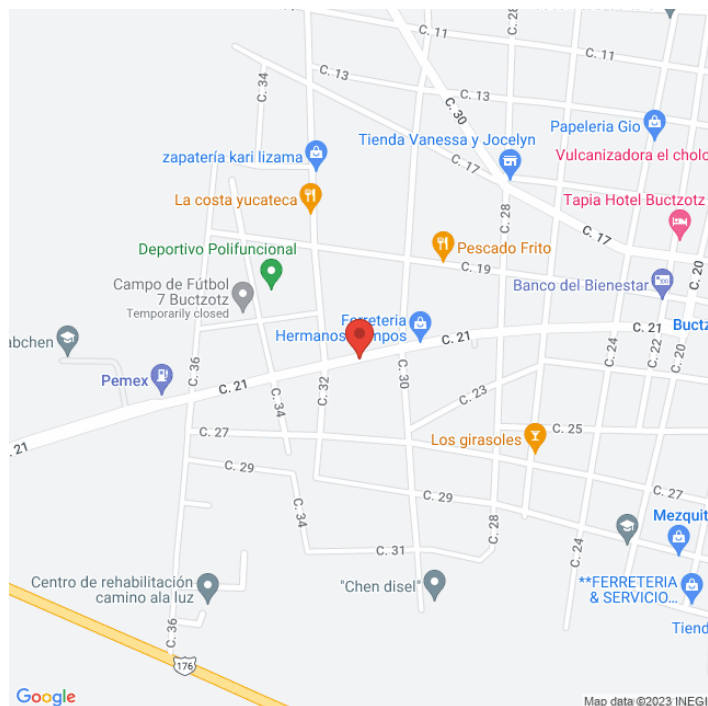 C. 28
C. 11
C. 11
C. 34
C. 13
C. 13
C. 30
Papeleria Gio
Tienda Vanessa y Jocelyn
zapatería kari lizama
C. 17
Vulcanizadora el cholo
La costa yucateca
Tapia Hotel Buctzotz
C. 28
Deportivo Polifuncional
C. 17
Pescado Frito
C. 19
C. 20
Campo de Fútbol
7 Buctzotz
Temporarily closed
Banco del Bienestar
Ferreteria
Hermanos
mpos
C. 21
C. 21
Buctz
abchen
C. 24
C. 22
C. 20
Pemex
C. 36
C. 21
C. 32
C. 30
C. 34
C. 23
C. 27
C. 25
Los girasoles
. 21
C. 29
C. 29
C. 27
C. 34
C. 28
Mezquit
C. 31
C. 24
Centro de rehabilitación
camino ala luz
"Chen disel"
**FERRETERIA
& SERVICIO...
C. 36
Tiend
176
Google
Map data ©2023 INEGI